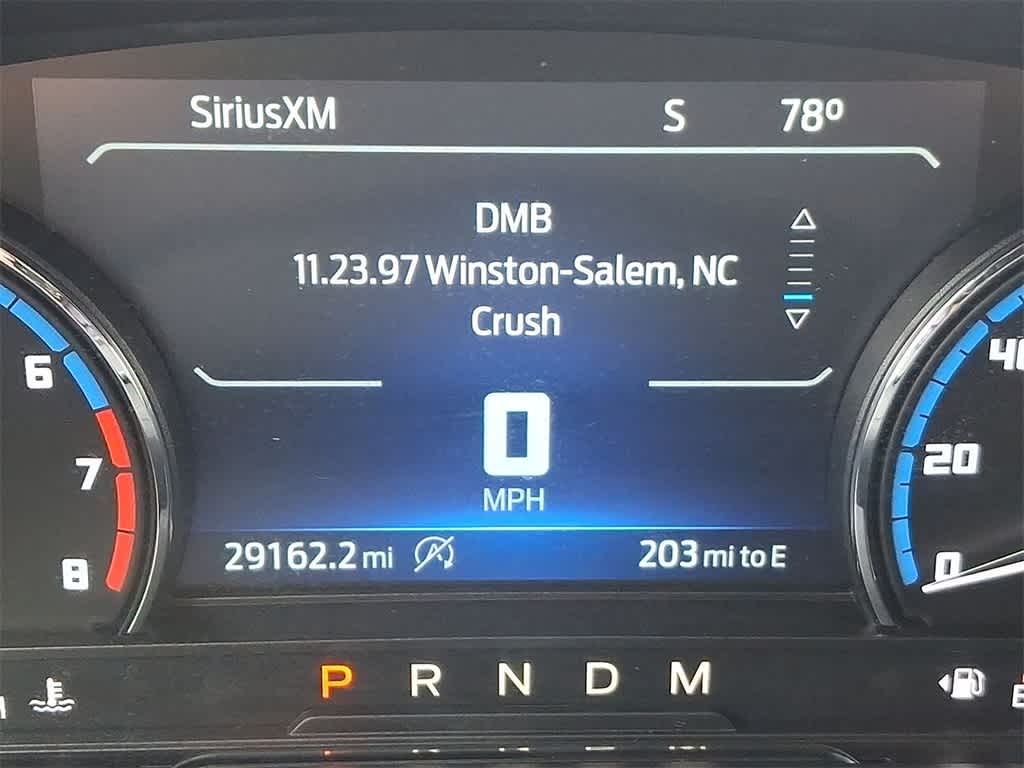 SiriusXM S 78º
DMB
11.23.97 Winston-Salem, NC
Crush
0
MPH
29162.2 mi A 203 mi to E
6
7
8
20
0
P R N D M